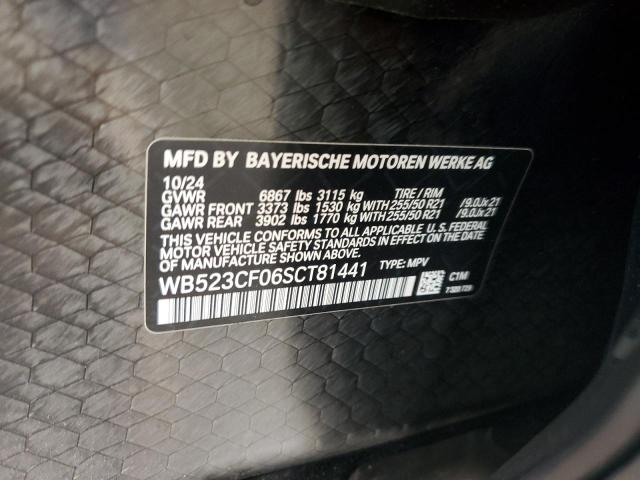 MFD BY BAYERISCHE MOTOREN WERKE AG
10/24
GVWR 6867 lbs 3115 kg TIRE / RIM
GAWR FRONT 3373 lbs 1530 kg WITH 255/50 R21 /9.0Jx21
GAWR REAR 3902 lbs 1770 kg WITH 255/50 R21 /9.0Jx21
THIS VEHICLE CONFORMS TO ALL APPLICABLE U.S. FEDERAL
MOTOR VEHICLE SAFETY STANDARDS IN EFFECT ON THE DATE
OF MANUFACTURE SHOWN ABOVE.
WB523CF06SCT81441 TYPE: MPV
C1M